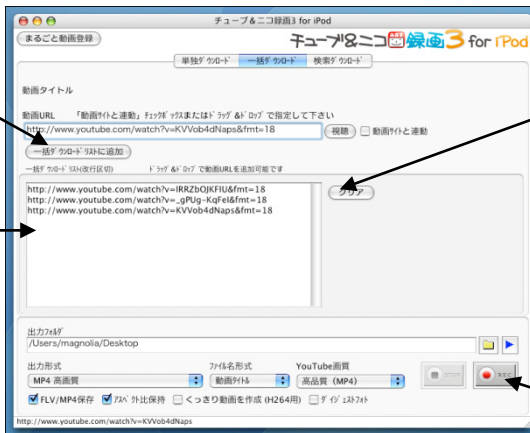 チューブ&ニコ録画3 for iPod
まるごと動画登録
チューブ&ニコ録画3 for iPod
単独ダウンロード 一括ダウンロード 検索ダウンロード
動画タイトル
動画URL 「動画サイトと連動」チェックボックスまたはドラッグ&ドロップで指定して下さい
http://www.youtube.com/watch?v=KVVob4dNaps&fmt=18 視聴 動画サイトと連動
一括ダウンロードリストに追加
一括ダウンロードリスト(改行区切) ドラッグ&ドロップで動画URLを追加可能です
http://www.youtube.com/watch?v=IRRZbOJKFIU&fmt=18
http://www.youtube.com/watch?v=_gPUg-KqFeI&fmt=18
http://www.youtube.com/watch?v=KVVob4dNaps&fmt=18
クリア
出力フォルダ
/Users/magnolia/Desktop
出力形式 ファイル名形式 YouTube画質
MP4 高画質 動画タイトル 高品質(MP4) STOP REC
FLV/MP4保存 アスペクト比保持 くっきり動画を作成 (H264用) ダイジェストフォト
http://www.youtube.com/watch?v=KVVob4dNaps